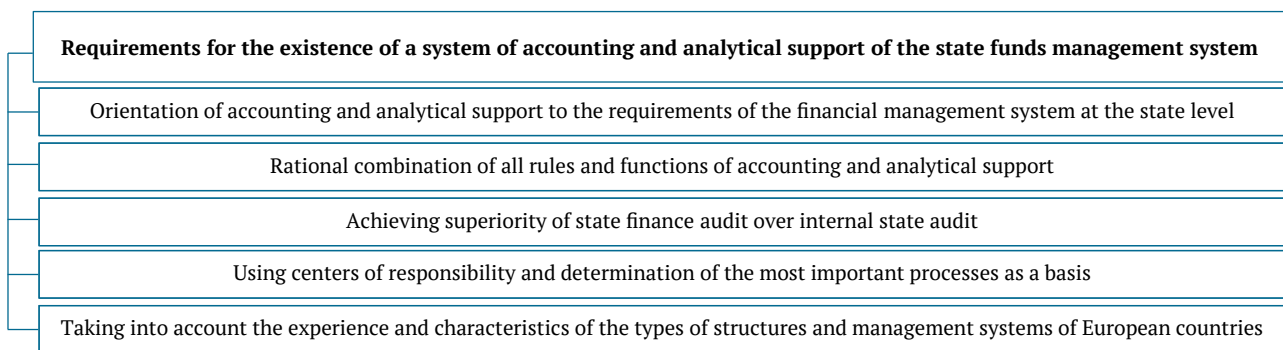 Requirements for the existence of a system of accounting and analytical support of the state funds management system
Orientation of accounting and analytical support to the requirements of the financial management system at the state level
Rational combination of all rules and functions of accounting and analytical support
Achieving superiority of state finance audit over internal state audit
Using centers of responsibility and determination of the most important processes as a basis
Taking into account the experience and characteristics of the types of structures and management systems of European countries